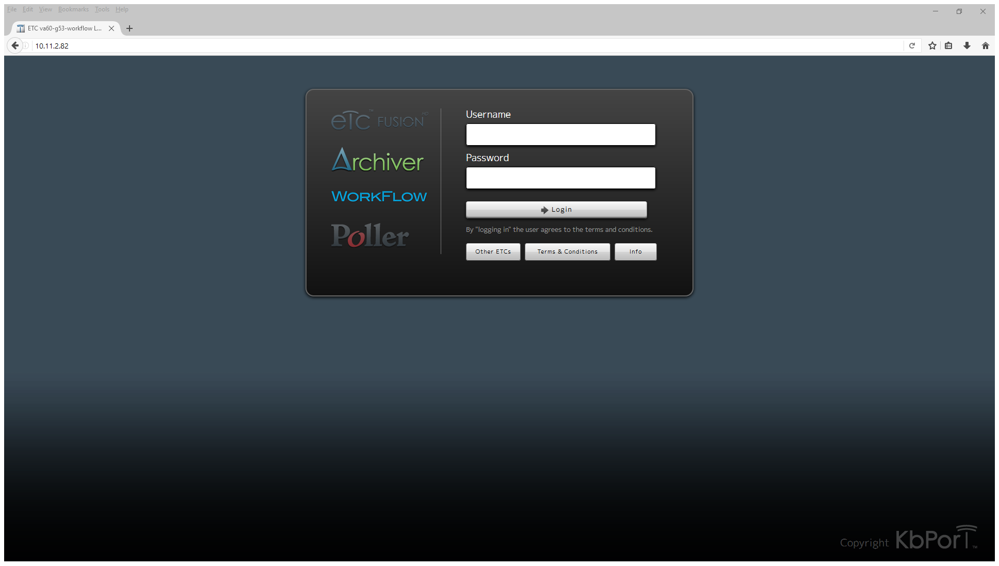 File Edit View Bookmarks Tools Help
ETC va60-g53-workflow L...
10.11.2.82
eTc™ FUSION HD
Archiver
WORKFLOW
Poller
Username
Password
Login
By "logging in" the user agrees to the terms and conditions.
Other ETCs Terms & Conditions Info
Copyright KbPorT™